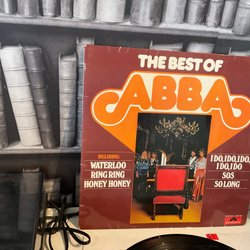 THE BEST OF
ABBA
INCLUDING
WATERLOO
RING RING
HONEY HONEY
I DO, I DO, I DO,
I DO, I DO
SOS
SO LONG